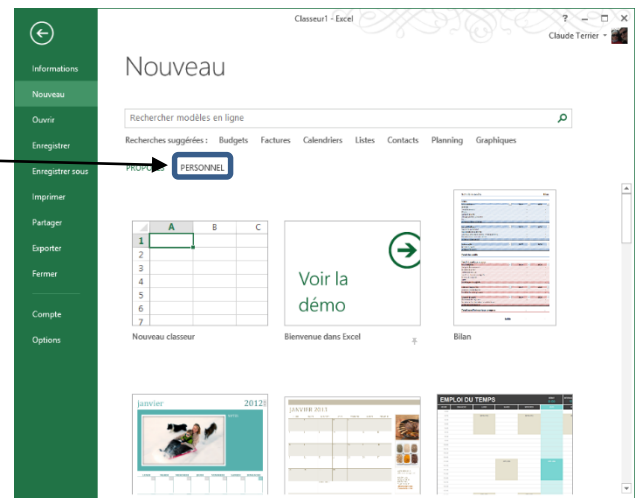 Classeur1 - Excel
?
Claude Terrier
Informations
Nouveau
Ouvrir
Enregistrer
Enregistrer sous
Imprimer
Partager
Exporter
Fermer
Compte
Options
Nouveau
Rechercher modèles en ligne
Recherches suggérées : Budgets Factures Calendriers Listes Contacts Planning Graphiques
PERSONNEL
A B C
1
2
3
4
5
6
7
Voir la
démo
Nouveau classeur
Bienvenue dans Excel
Bilan
janvier 2012
JANVIER 2013
EMPLOI DU TEMPS